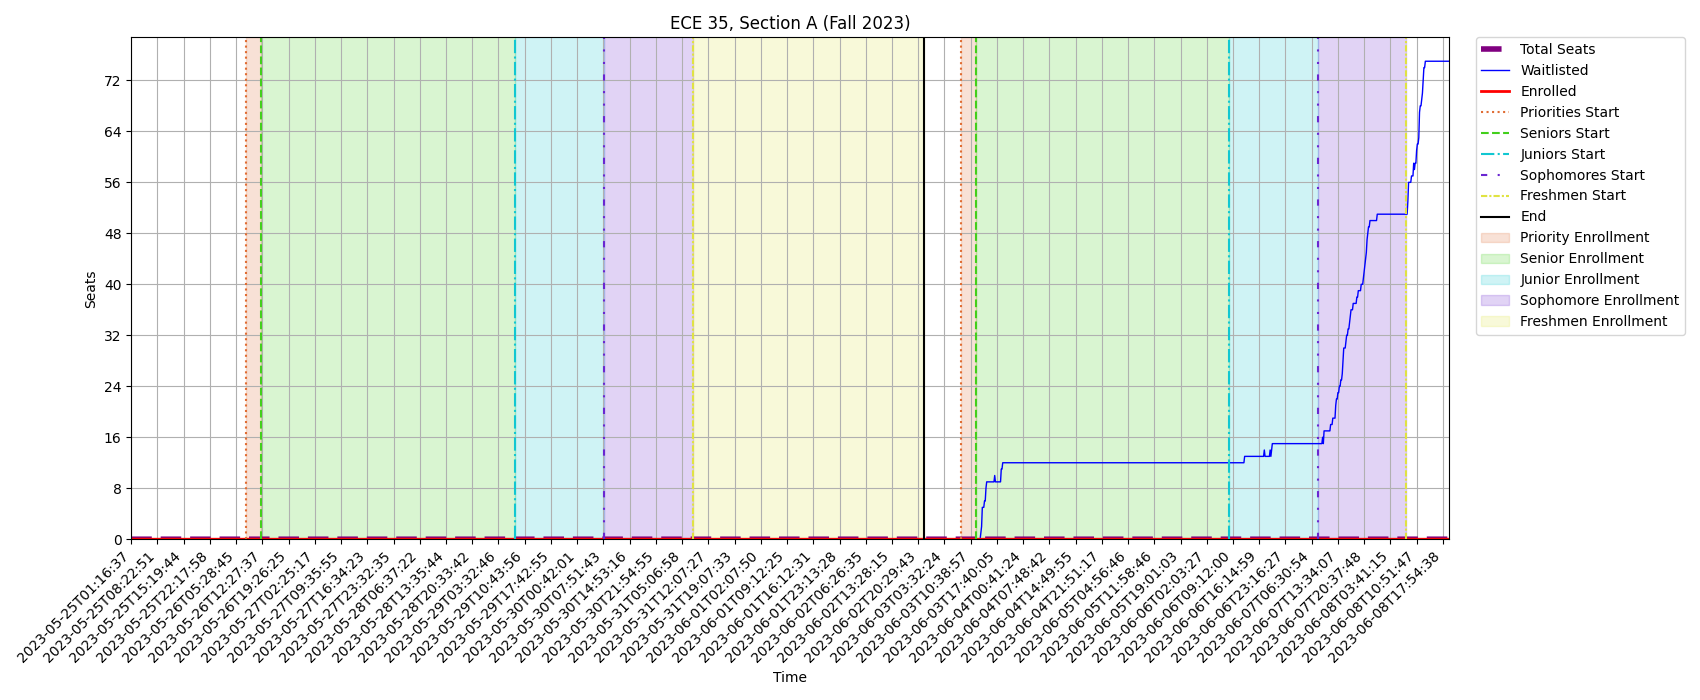 ECE 35, Section A (Fall 2023)
Total Seats
Waitlisted
Enrolled
Priorities Start
Seniors Start
Juniors Start
Sophomores Start
Freshmen Start
End
Priority Enrollment
Senior Enrollment
Junior Enrollment
Sophomore Enrollment
Freshmen Enrollment
Seats
72
64
56
48
40
32
24
16
8
0
2023-05-25T01:16:37
2023-05-25T08:22:51
2023-05-25T15:19:44
2023-05-25T22:17:58
2023-05-26T05:28:45
2023-05-26T12:27:37
2023-05-26T19:26:25
2023-05-27T02:25:17
2023-05-27T09:35:55
2023-05-27T16:34:23
2023-05-27T23:32:35
2023-05-28T06:37:22
2023-05-28T13:35:44
2023-05-28T20:33:42
2023-05-29T03:32:46
2023-05-29T10:43:56
2023-05-29T17:42:55
2023-05-30T00:42:01
2023-05-30T07:51:43
2023-05-30T14:53:16
2023-05-30T21:54:55
2023-05-31T05:06:58
2023-05-31T12:07:27
2023-05-31T19:07:33
2023-06-01T02:07:50
2023-06-01T09:12:25
2023-06-01T16:12:31
2023-06-01T23:13:28
2023-06-02T06:26:35
2023-06-02T13:28:15
2023-06-02T20:29:43
2023-06-03T03:32:24
2023-06-03T10:38:57
2023-06-03T17:40:05
2023-06-04T00:41:24
2023-06-04T07:48:42
2023-06-04T14:49:55
2023-06-04T21:51:17
2023-06-05T04:56:46
2023-06-05T11:58:46
2023-06-05T19:01:03
2023-06-06T02:03:27
2023-06-06T09:12:00
2023-06-06T16:14:59
2023-06-06T23:16:27
2023-06-07T06:30:54
2023-06-07T13:34:07
2023-06-07T20:37:48
2023-06-08T03:41:15
2023-06-08T10:51:47
2023-06-08T17:54:38
Time